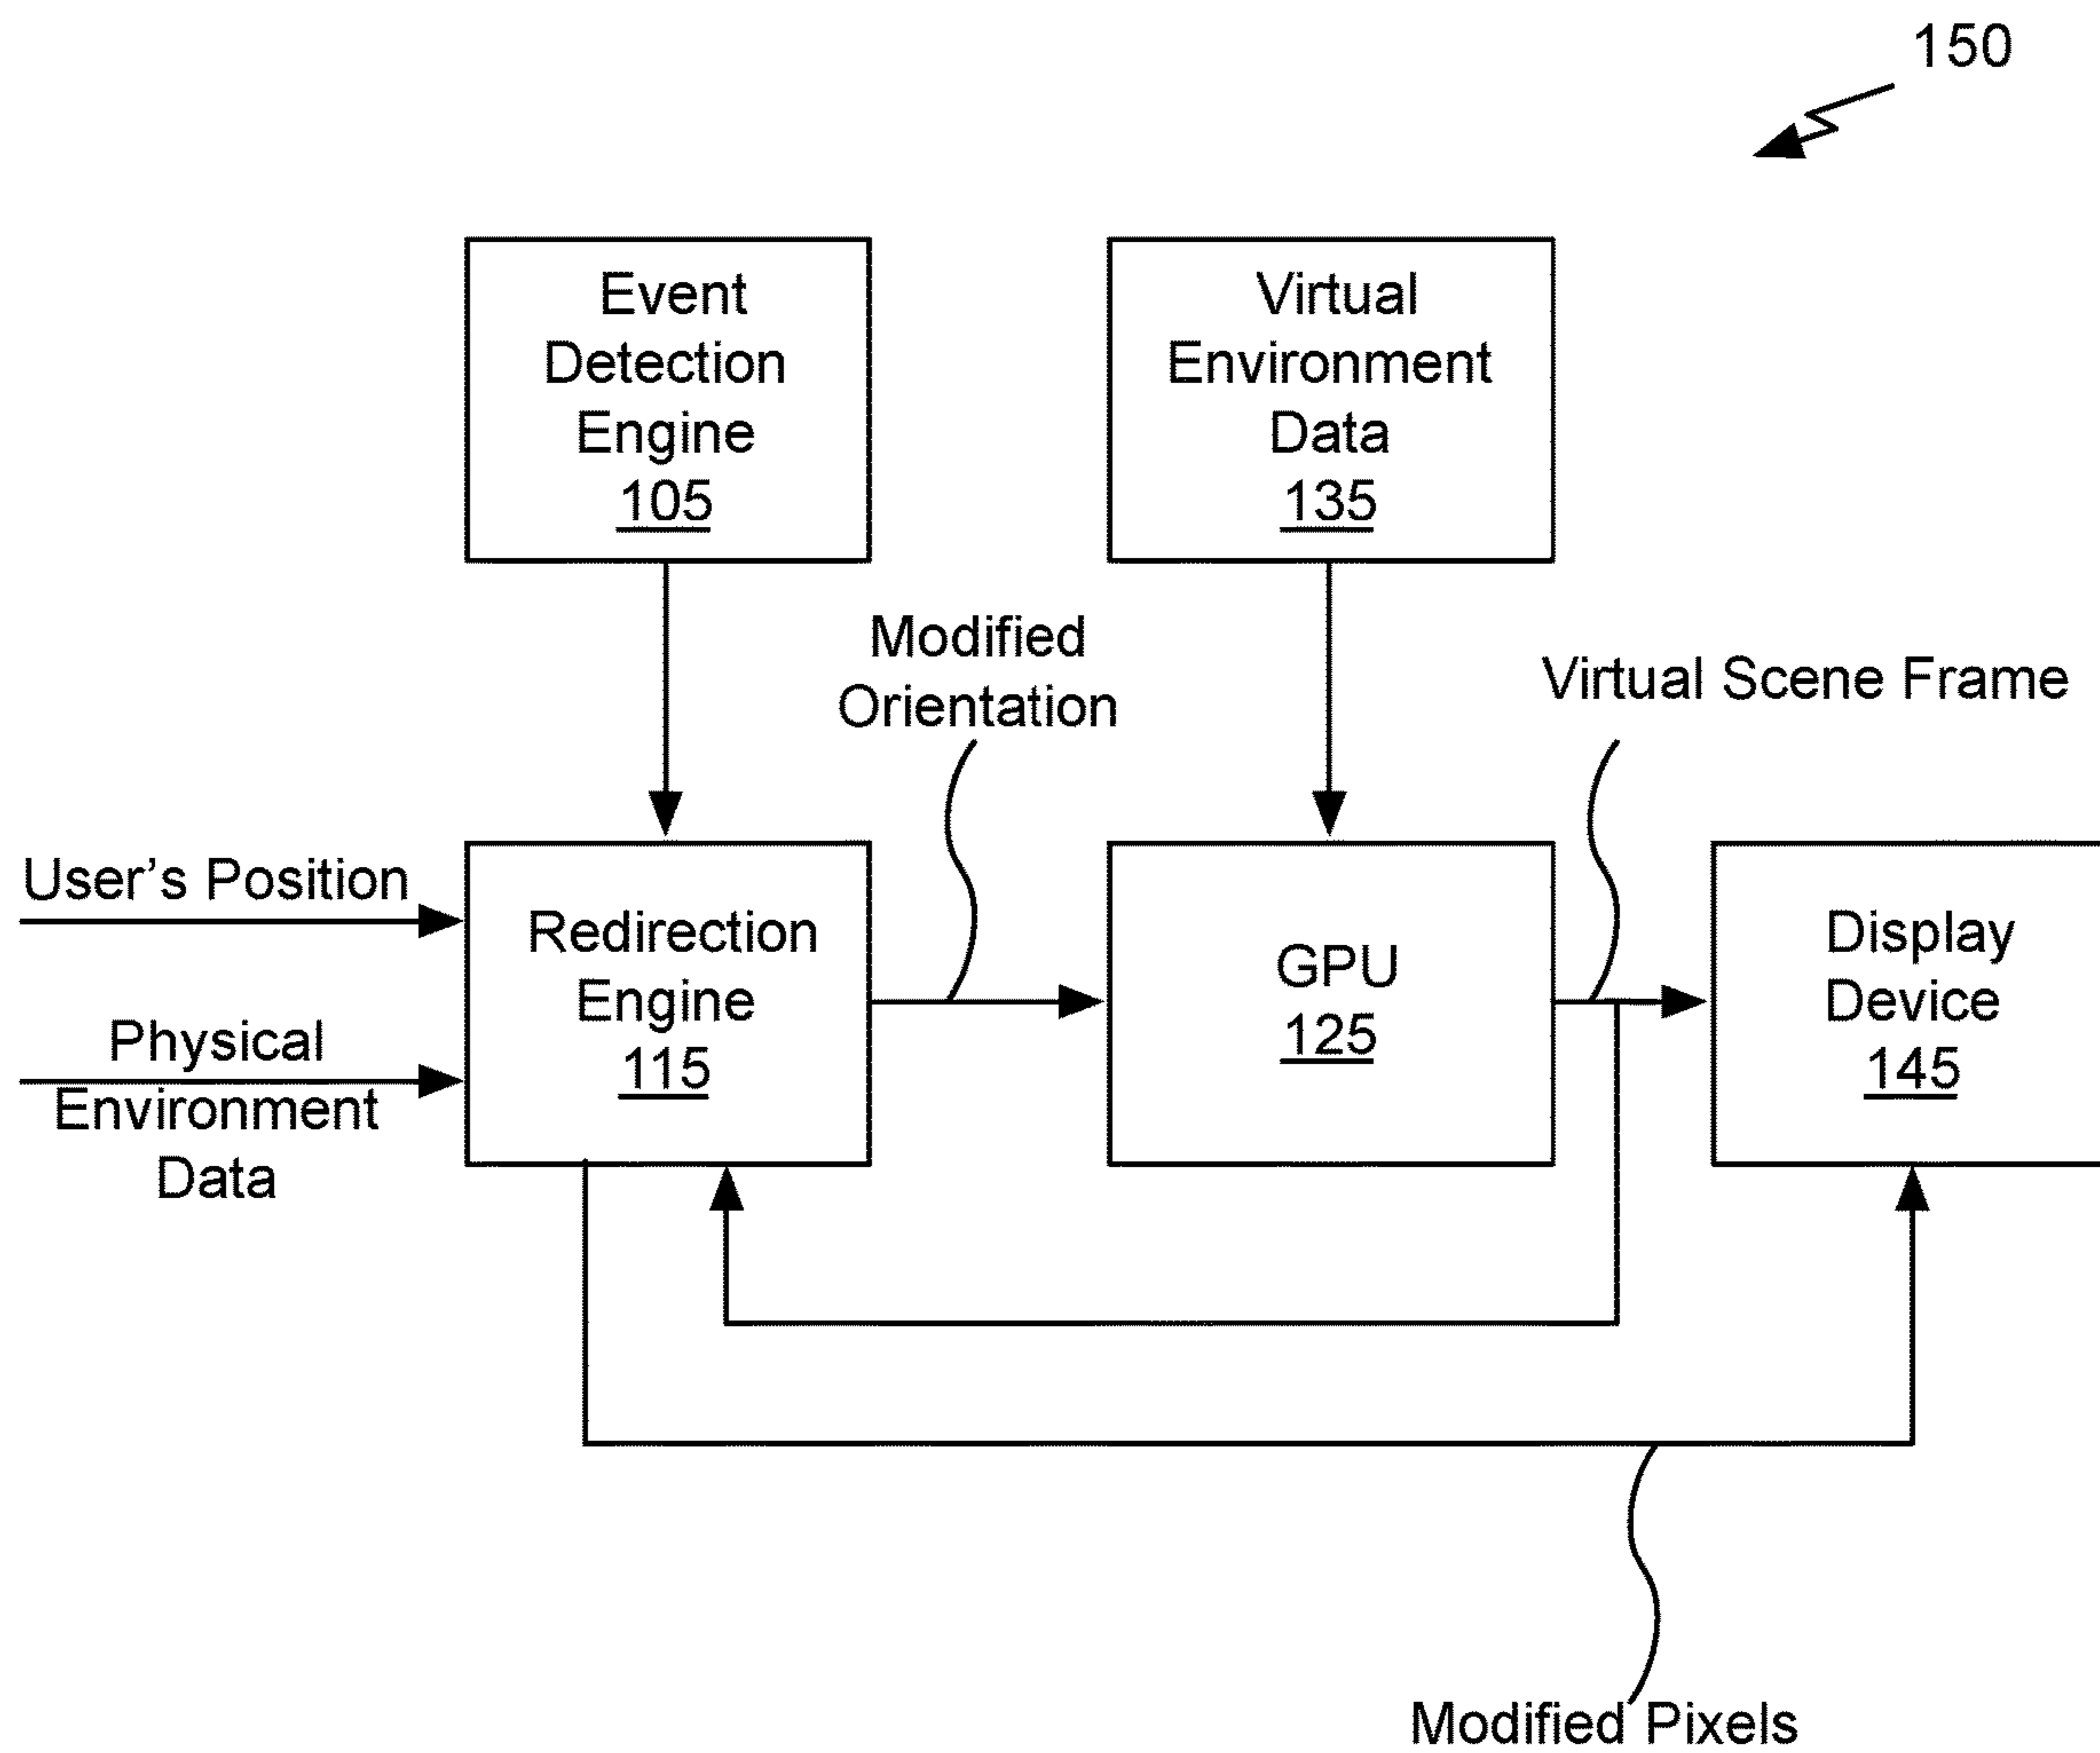 150
Event
Detection
Engine
105
Virtual
Environment
Data
135
Modified
Orientation
Virtual Scene Frame
User’s Position
Physical
Environment
Data
Redirection
Engine
115
GPU
125
Display
Device
145
Modified Pixels